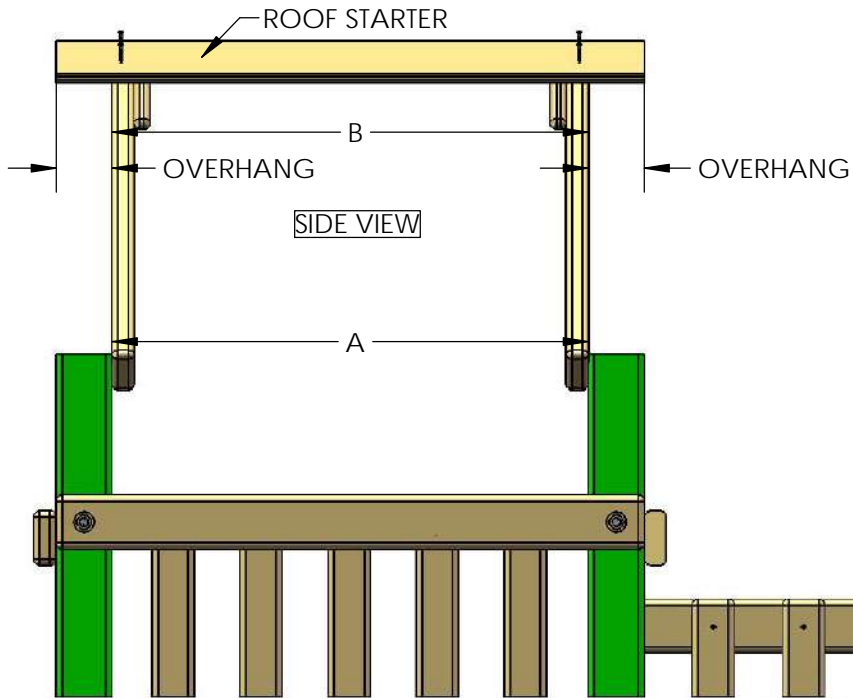 ROOF STARTER
B
OVERHANG
OVERHANG
SIDE VIEW
A